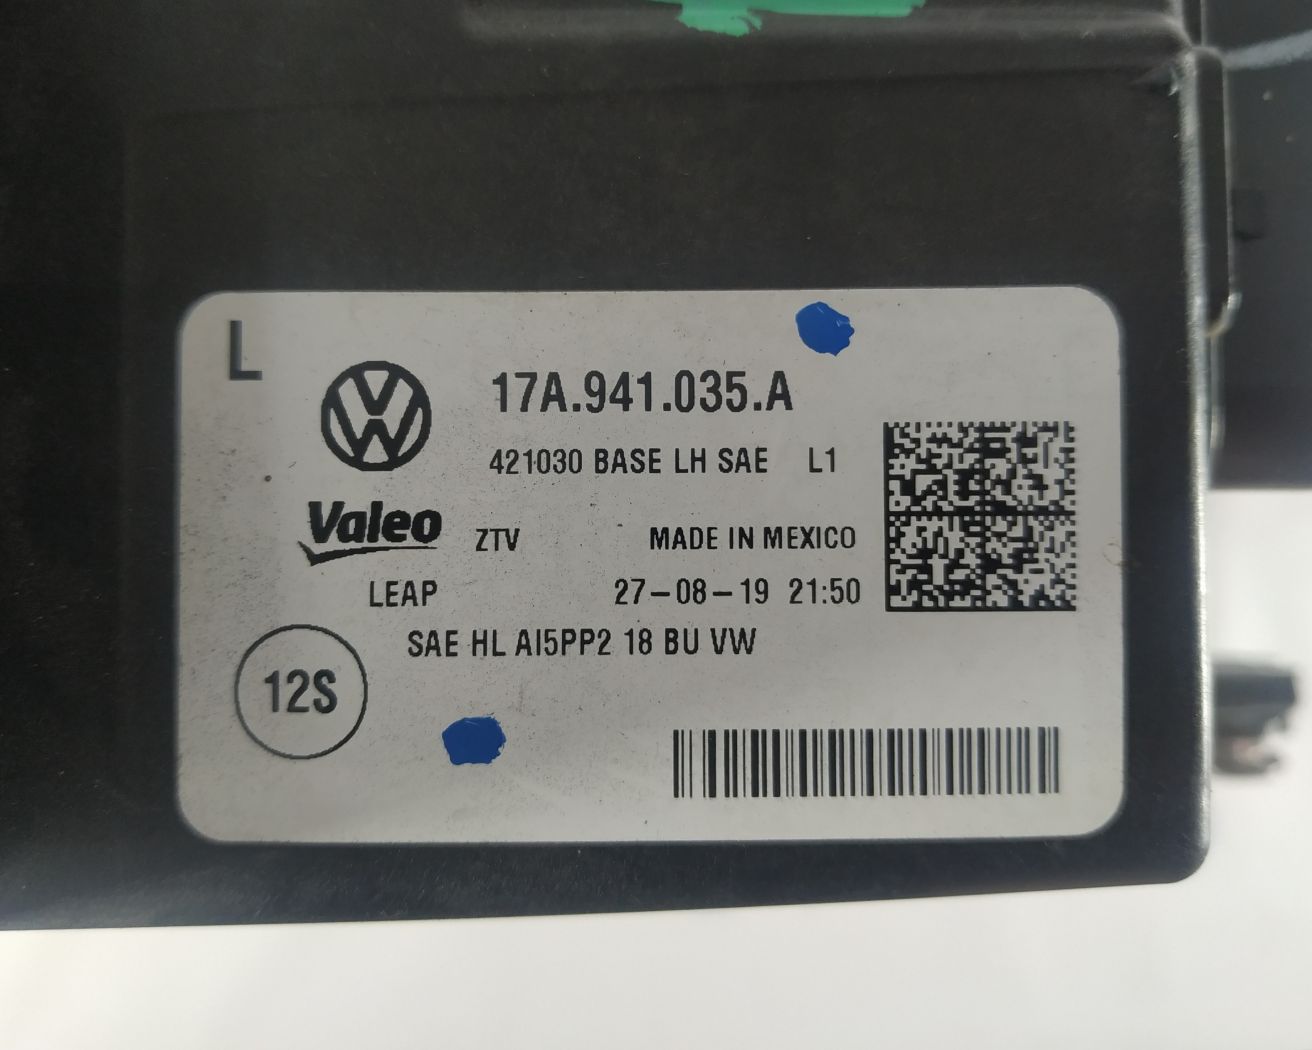 L
17A.941.035.A
421030 BASE LH SAE L1
Valeo ZTV MADE IN MEXICO
LEAP 27-08-19 21:50
SAE HL AI5PP2 18 BU VW
12S